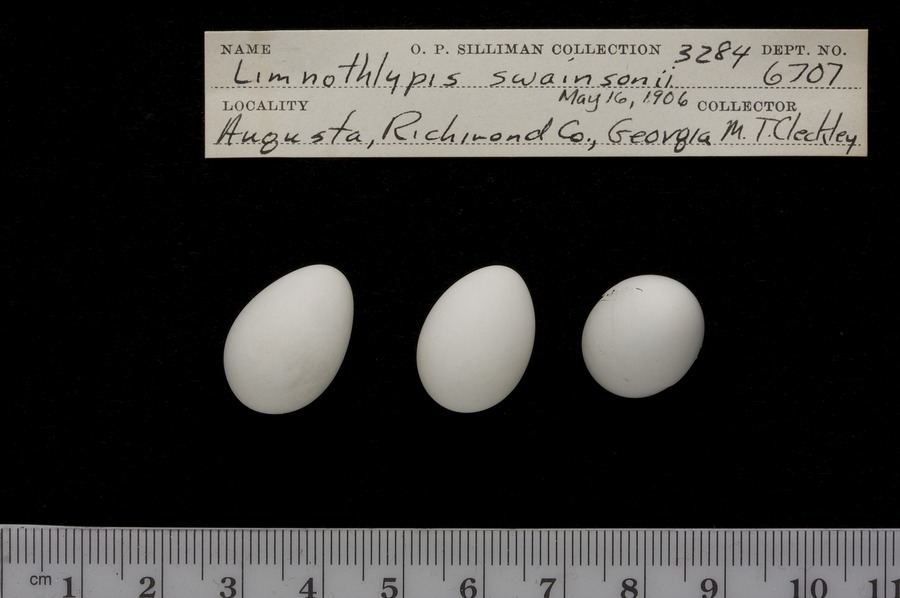 NAME O. P. SILLIMAN COLLECTION 3284 DEPT. NO.
Limnothlypis swainsonii 6707
LOCALITY May 16, 1906 COLLECTOR
Augusta, Richmond Co., Georgia M. T. Cleckley
cm 1 2 3 4 5 6 7 8 9 10 11